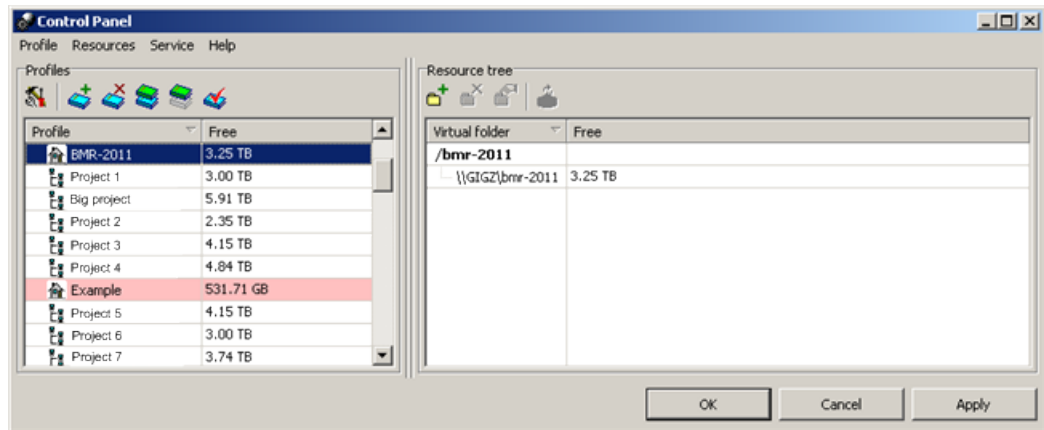 Control Panel
Profile Resources Service Help
Profiles
Profile Free
BMR-2011 3.25 TB
Project 1 3.00 TB
Big project 5.91 TB
Project 2 2.35 TB
Project 3 4.15 TB
Project 4 4.84 TB
Example 531.71 GB
Project 5 4.15 TB
Project 6 3.00 TB
Project 7 3.74 TB
Resource tree
Virtual folder Free
/bmr-2011
\\GIGZ\bmr-2011 3.25 TB
OK Cancel Apply